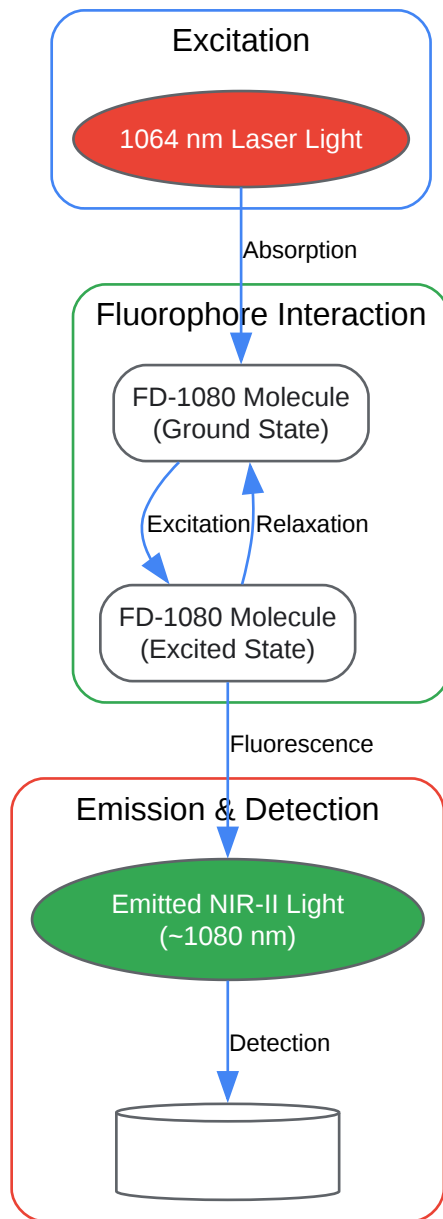 Excitation
1064 nm Laser Light
Absorption
Fluorophore Interaction
FD-1080 Molecule
(Ground State)
Excitation
Relaxation
FD-1080 Molecule
(Excited State)
Fluorescence
Emission & Detection
Emitted NIR-II Light
(~1080 nm)
Detection